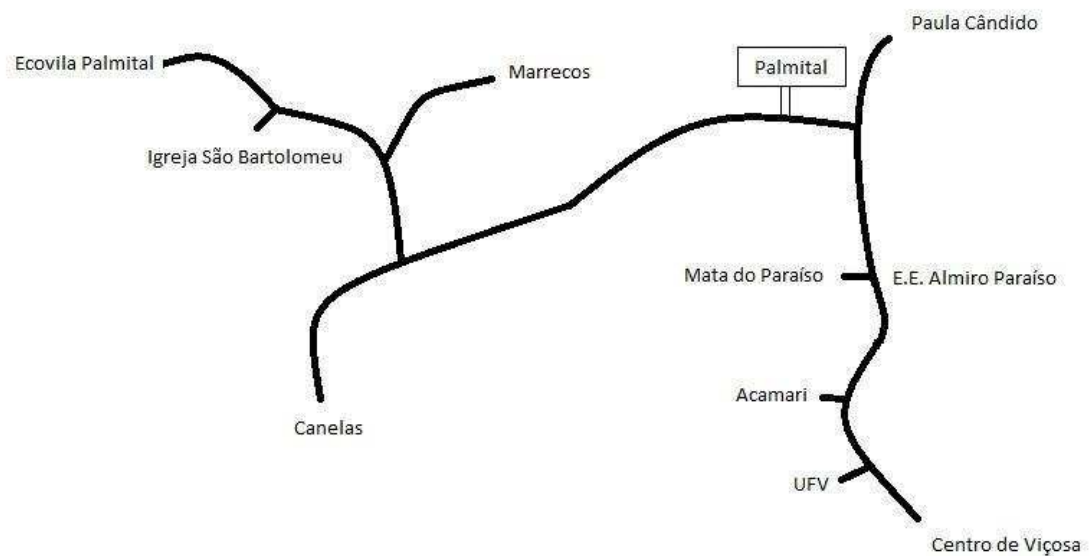 Paula Cândido
Ecovila Palmital
Marrecos
Palmital
Igreja São Bartolomeu
Mata do Paraíso
E.E. Almiro Paraíso
Acamari
Canelas
UFV
Centro de Viçosa